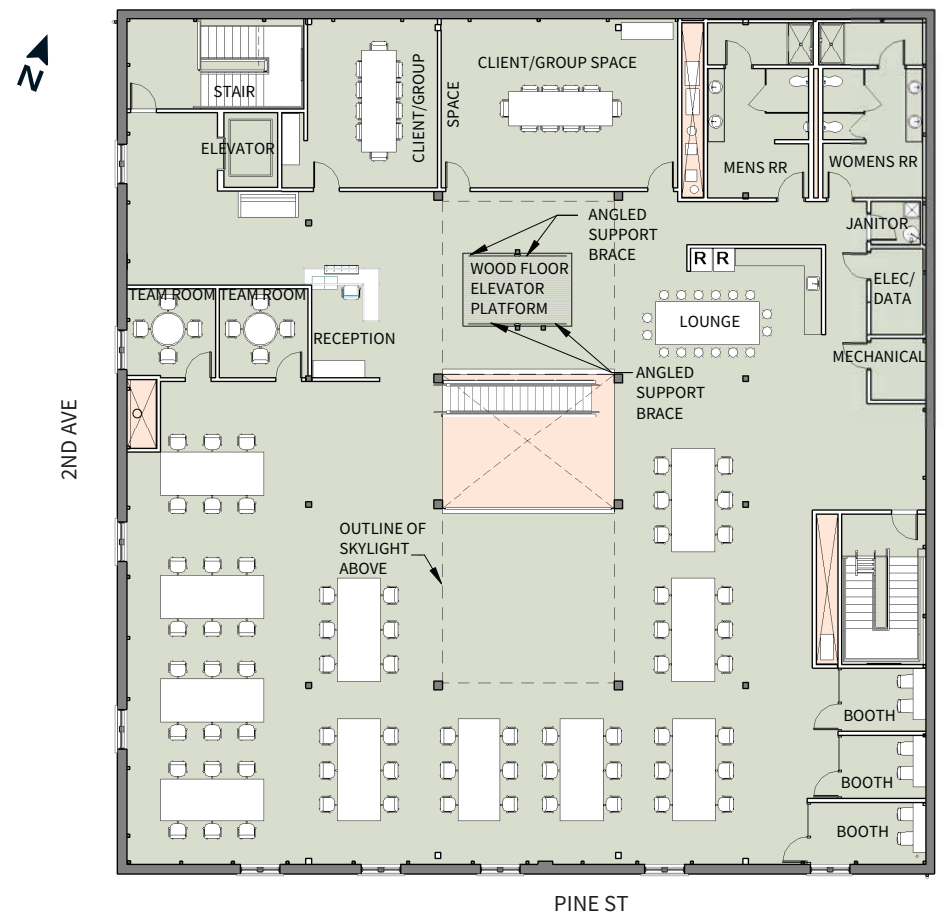 N
STAIR
ELEVATOR
CLIENT/GROUP
SPACE
CLIENT/GROUP SPACE
MENS RR
WOMENS RR
JANITOR
ELEC/
DATA
MECHANICAL
ANGLED
SUPPORT
BRACE
WOOD FLOOR
ELEVATOR
PLATFORM
R R
LOUNGE
TEAM ROOM
TEAM ROOM
RECEPTION
ANGLED
SUPPORT
BRACE
2ND AVE
OUTLINE OF
SKYLIGHT
ABOVE
BOOTH
BOOTH
BOOTH
PINE ST